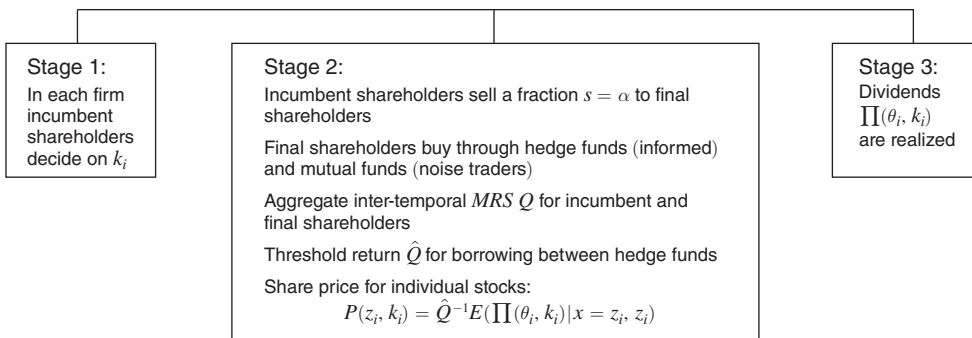 Stage 1:
In each firm
incumbent
shareholders
decide on k_i
Stage 2:
Incumbent shareholders sell a fraction s = α to final
shareholders
Final shareholders buy through hedge funds (informed)
and mutual funds (noise traders)
Aggregate inter-temporal MRS Q for incumbent and
final shareholders
Threshold return Q̂ for borrowing between hedge funds
Share price for individual stocks:
P(z_i, k_i) = Q̂⁻¹E(∏(θ_i, k_i)|x = z_i, z_i)
Stage 3:
Dividends
∏(θ_i, k_i)
are realized